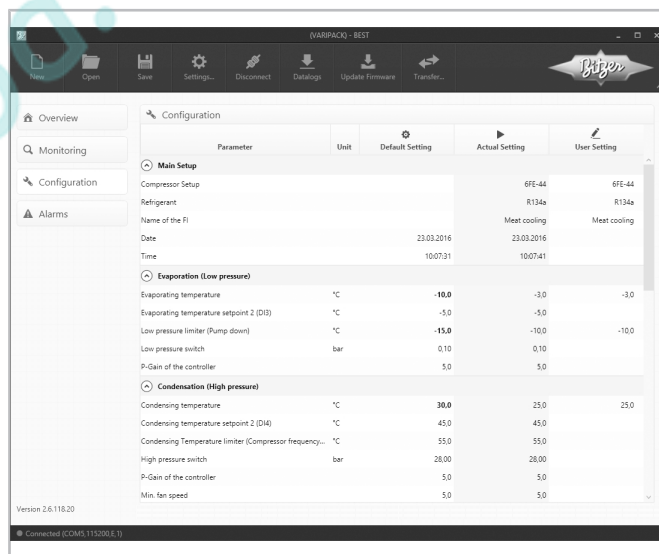 (VARIPACK) - BEST
New Open Save Settings... Disconnect Datalogs Update Firmware Transfer...
Bitzer
Overview
Monitoring
Configuration
Alarms
Configuration
Parameter Unit Default Setting Actual Setting User Setting
Main Setup
Compressor Setup 6FE-44 6FE-44
Refrigerant R134a R134a
Name of the FI Meat cooling Meat cooling
Date 23.03.2016 23.03.2016
Time 10:07:31 10:07:41
Evaporation (Low pressure)
Evaporating temperature °C -10,0 -3,0 -3,0
Evaporating temperature setpoint 2 (DI3) °C -5,0 -5,0
Low pressure limiter (Pump down) °C -15,0 -10,0 -10,0
Low pressure switch bar 0,10 0,10
P-Gain of the controller 5,0 5,0
Condensation (High pressure)
Condensing temperature °C 30,0 25,0 25,0
Condensing temperature setpoint 2 (DI4) °C 45,0 45,0
Condensing Temperature limiter (Compressor frequency... °C 55,0 55,0
High pressure switch bar 28,00 28,00
P-Gain of the controller 5,0 5,0
Min. fan speed 5,0 5,0
Version 2.6.118.20
Connected (COM5,115200,E,1)